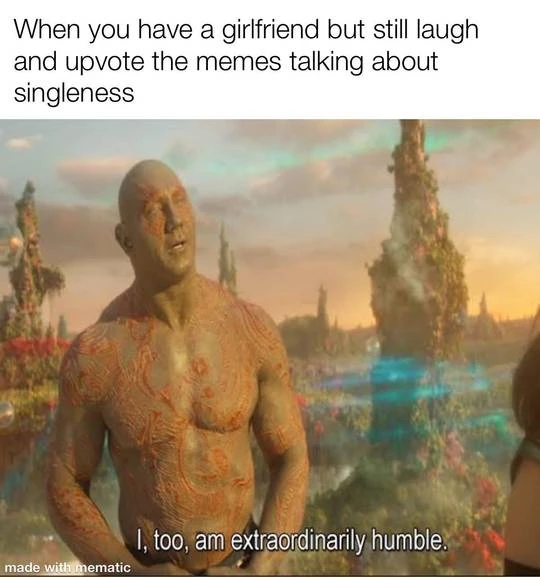 When you have a girlfriend but still laugh
and upvote the memes talking about
singleness
I, too, am extraordinarily humble.
made with mematic